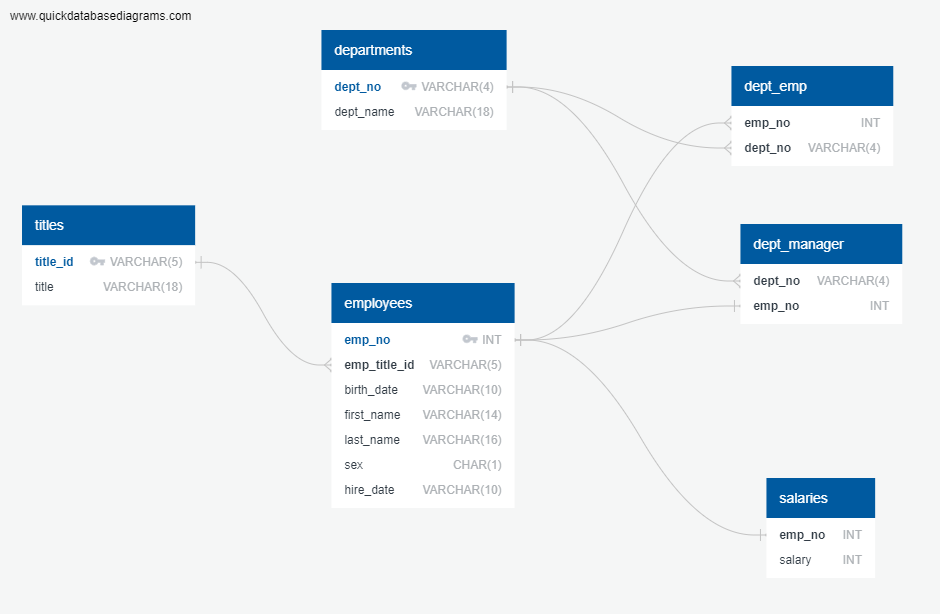 www.quickdatabasediagrams.com
departments
dept_no VARCHAR(4)
dept_name VARCHAR(18)
dept_emp
emp_no INT
dept_no VARCHAR(4)
titles
title_id VARCHAR(5)
title VARCHAR(18)
dept_manager
dept_no VARCHAR(4)
emp_no INT
employees
emp_no INT
emp_title_id VARCHAR(5)
birth_date VARCHAR(10)
first_name VARCHAR(14)
last_name VARCHAR(16)
sex CHAR(1)
hire_date VARCHAR(10)
salaries
emp_no INT
salary INT